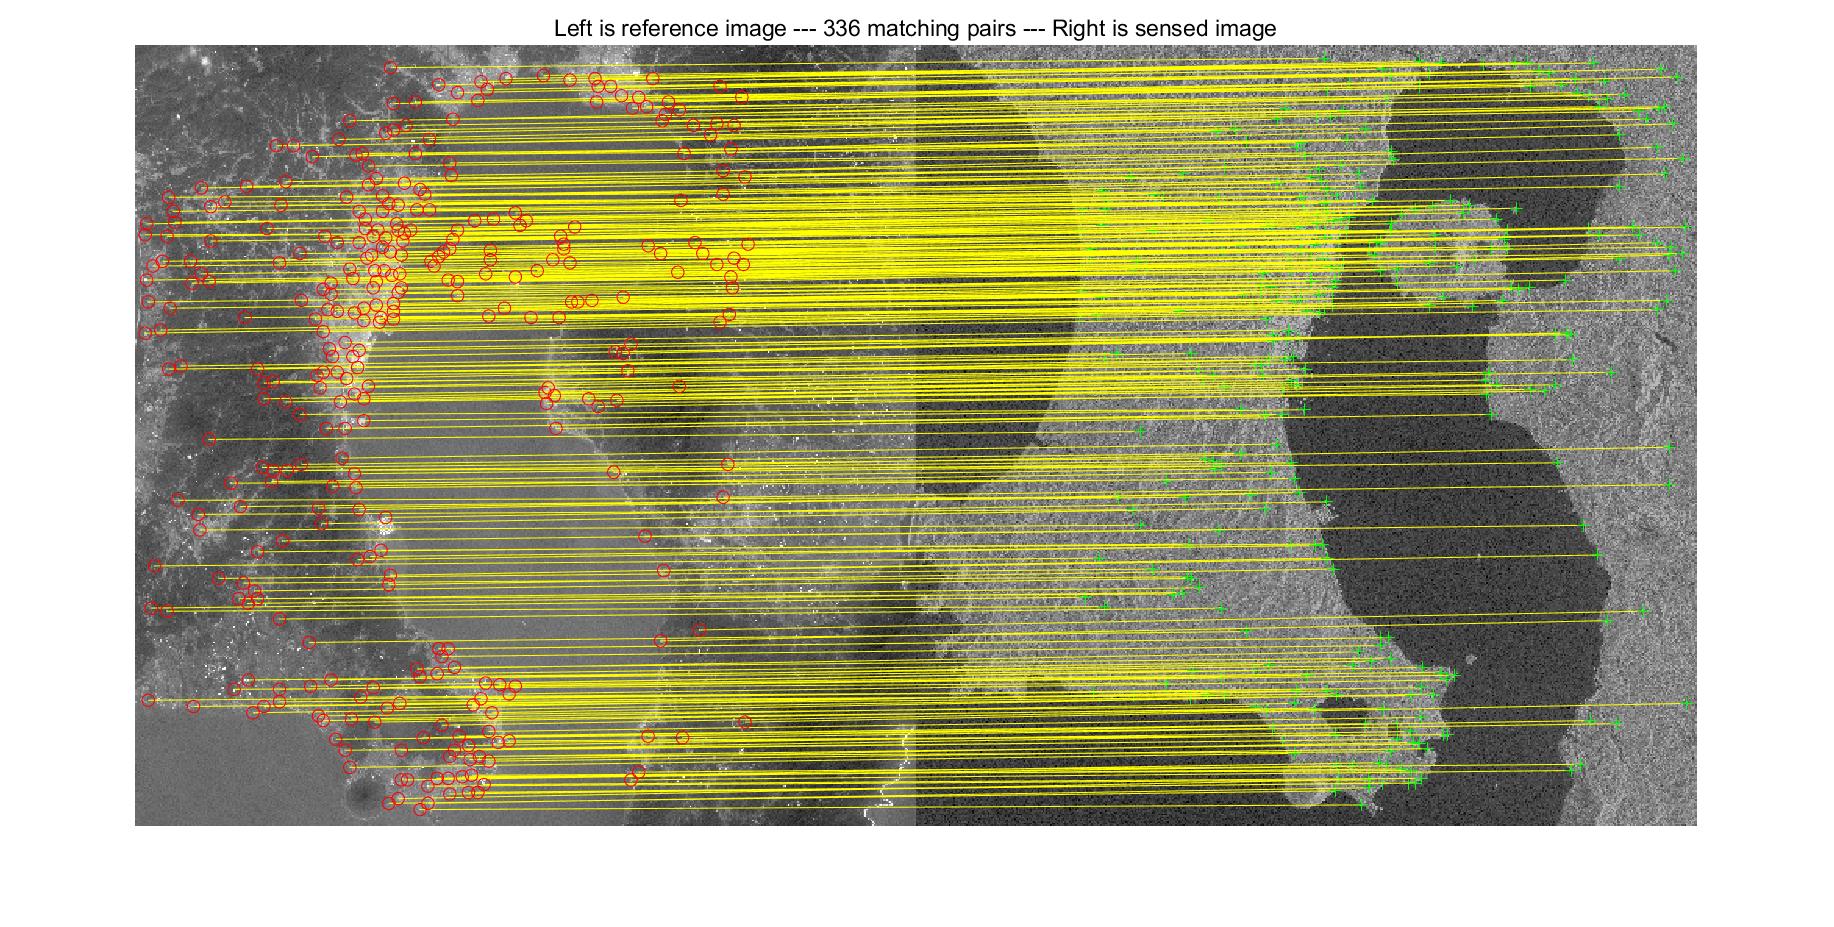 Left is reference image --- 336 matching pairs --- Right is sensed image